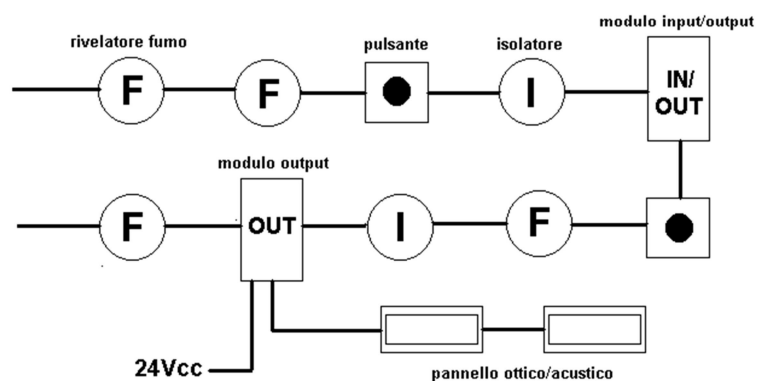 modulo input/output
rivelatore fumo
pulsante
isolatore
F
F
I
IN/
OUT
modulo output
F
OUT
I
F
24Vcc
pannello ottico/acustico